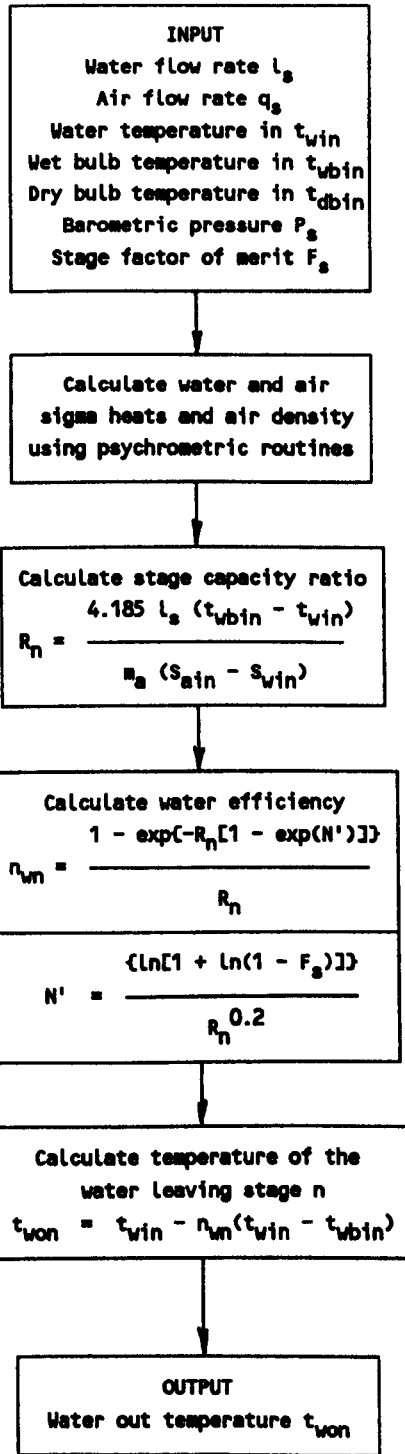 INPUT
Water flow rate l_s
Air flow rate q_s
Water temperature in t_win
Wet bulb temperature in t_wbin
Dry bulb temperature in t_dbin
Barometric pressure P_s
Stage factor of merit F_s
Calculate water and air
sigma heats and air density
using psychrometric routines
Calculate stage capacity ratio
R_n = 4.185 l_s (t_wbin - t_win) / m_a (S_ain - S_win)
Calculate water efficiency
n_wn = 1 - exp{-R_n[1 - exp(N')]} / R_n
N' = {ln[1 + ln(1 - F_s)]} / R_n^0.2
Calculate temperature of the
water leaving stage n
t_won = t_win - n_wn(t_win - t_wbin)
OUTPUT
Water out temperature t_won